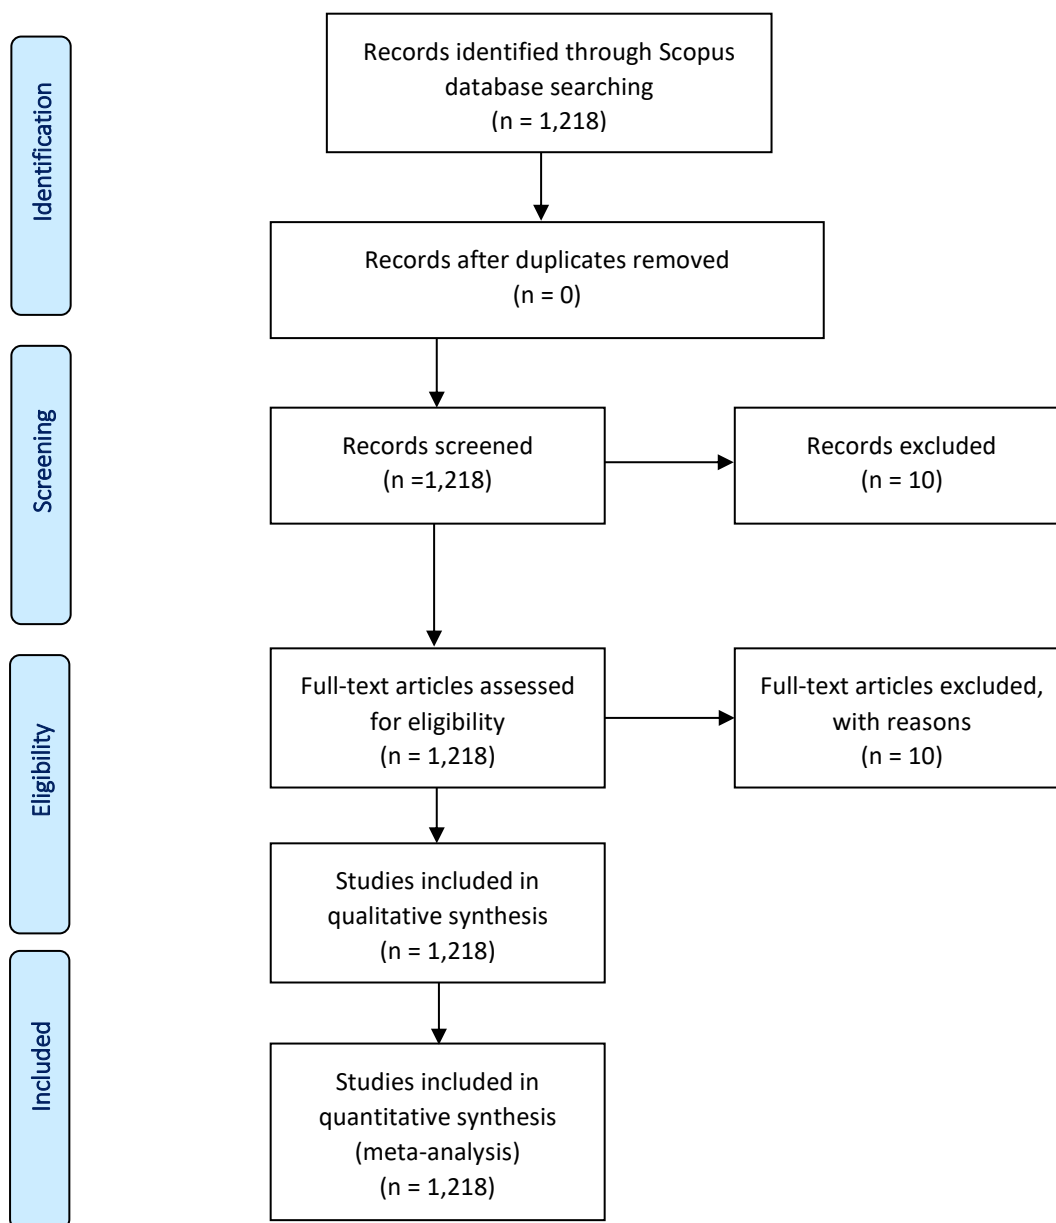 Identification
Records identified through Scopus
database searching
(n = 1,218)
Records after duplicates removed
(n = 0)
Screening
Records screened
(n =1,218)
Records excluded
(n = 10)
Eligibility
Full-text articles assessed
for eligibility
(n = 1,218)
Full-text articles excluded,
with reasons
(n = 10)
Studies included in
qualitative synthesis
(n = 1,218)
Included
Studies included in
quantitative synthesis
(meta-analysis)
(n = 1,218)